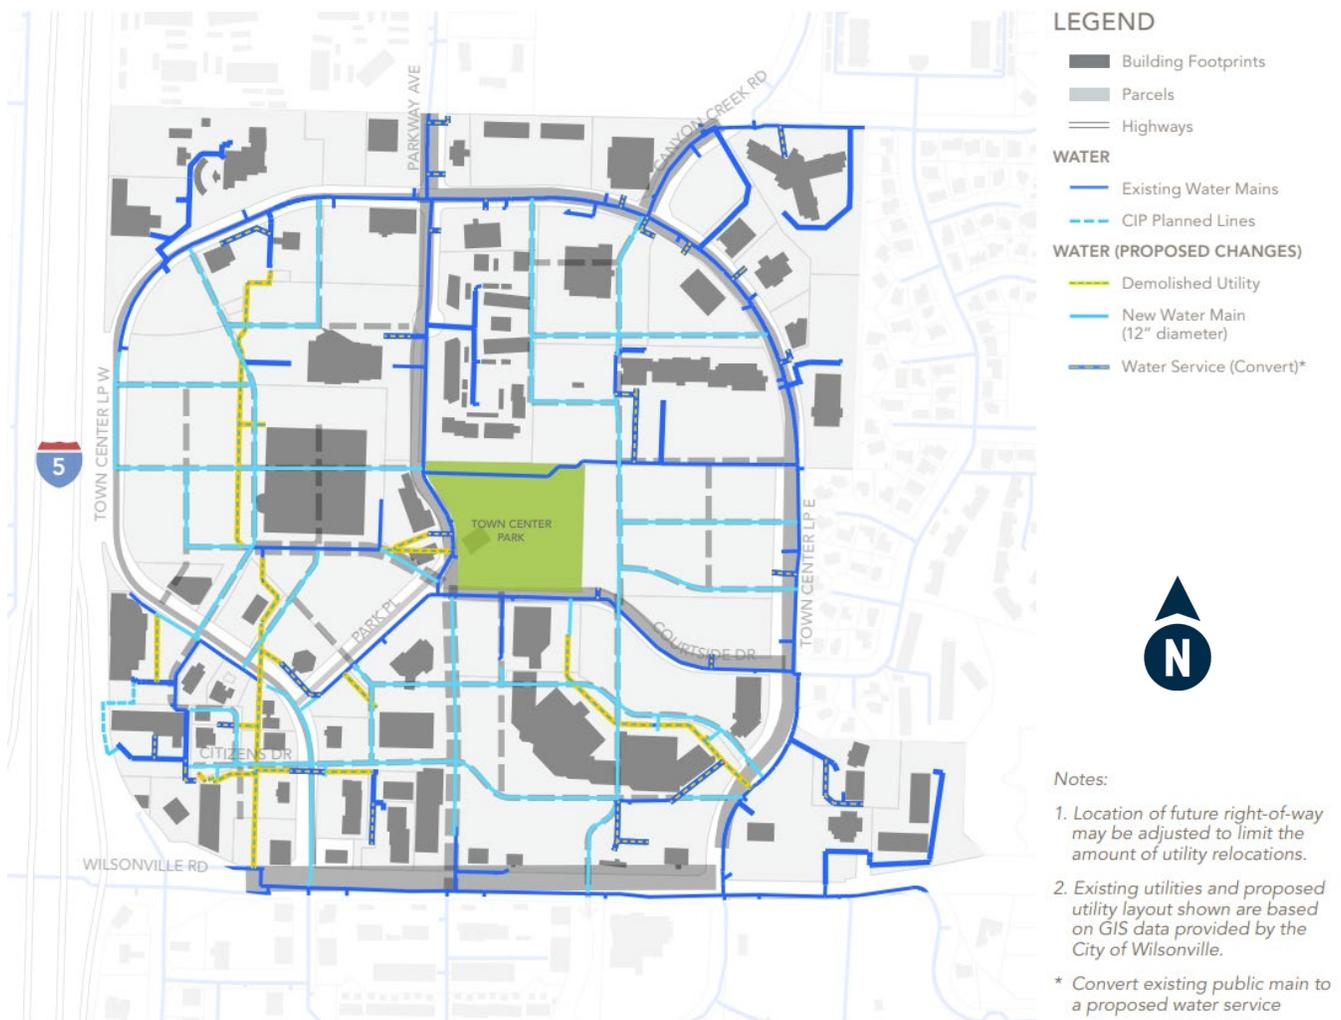 LEGEND
Building Footprints
Parcels
Highways
WATER
Existing Water Mains
CIP Planned Lines
WATER (PROPOSED CHANGES)
Demolished Utility
New Water Main
(12" diameter)
Water Service (Convert)*
PARKWAY AVE
CANYON CREEK RD
TOWN CENTER LP W
5
TOWN CENTER
PARK
TOWN CENTER LP E
PARK PL
COURTSIDE DR
CITIZENS DR
WILSONVILLE RD
N
Notes:
1. Location of future right-of-way
may be adjusted to limit the
amount of utility relocations.
2. Existing utilities and proposed
utility layout shown are based
on GIS data provided by the
City of Wilsonville.
* Convert existing public main to
a proposed water service